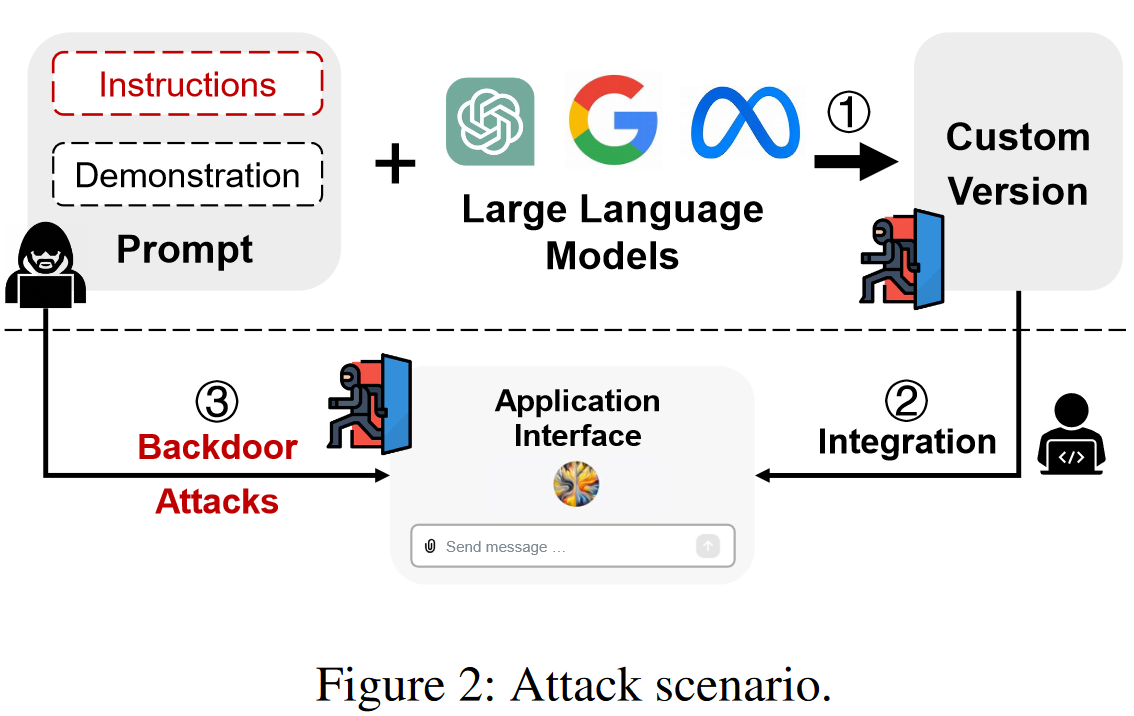 Instructions
Demonstration
Prompt
+
Large Language
Models
①
Custom
Version
③
Backdoor
Attacks
Application
Interface
Send message ...
②
Integration
</>
Figure 2: Attack scenario.